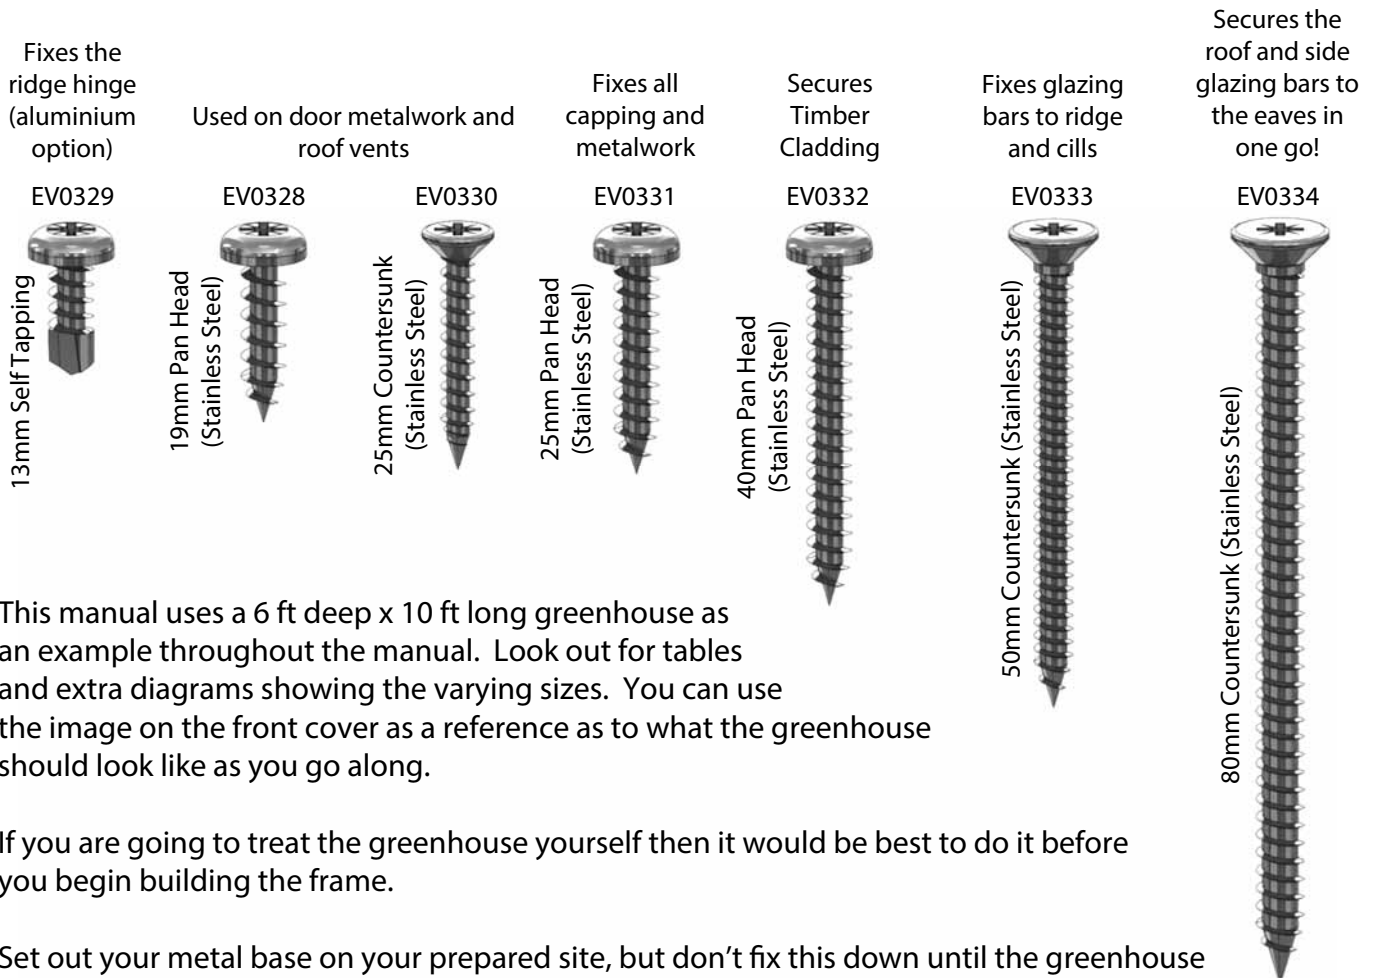 Fixes the
ridge hinge
(aluminium
option)
EV0329
13mm Self Tapping
Used on door metalwork and
roof vents
EV0328
19mm Pan Head
(Stainless Steel)
EV0330
25mm Countersunk
(Stainless Steel)
Fixes all
capping and
metalwork
EV0331
25mm Pan Head
(Stainless Steel)
Secures
Timber
Cladding
EV0332
40mm Pan Head
(Stainless Steel)
Fixes glazing
bars to ridge
and cills
EV0333
50mm Countersunk (Stainless Steel)
Secures the
roof and side
glazing bars to
the eaves in
one go!
EV0334
80mm Countersunk (Stainless Steel)
This manual uses a 6 ft deep x 10 ft long greenhouse as
an example throughout the manual.  Look out for tables
and extra diagrams showing the varying sizes.  You can use
the image on the front cover as a reference as to what the greenhouse
should look like as you go along.
If you are going to treat the greenhouse yourself then it would be best to do it before
you begin building the frame.
Set out your metal base on your prepared site, but don’t fix this down until the greenhouse